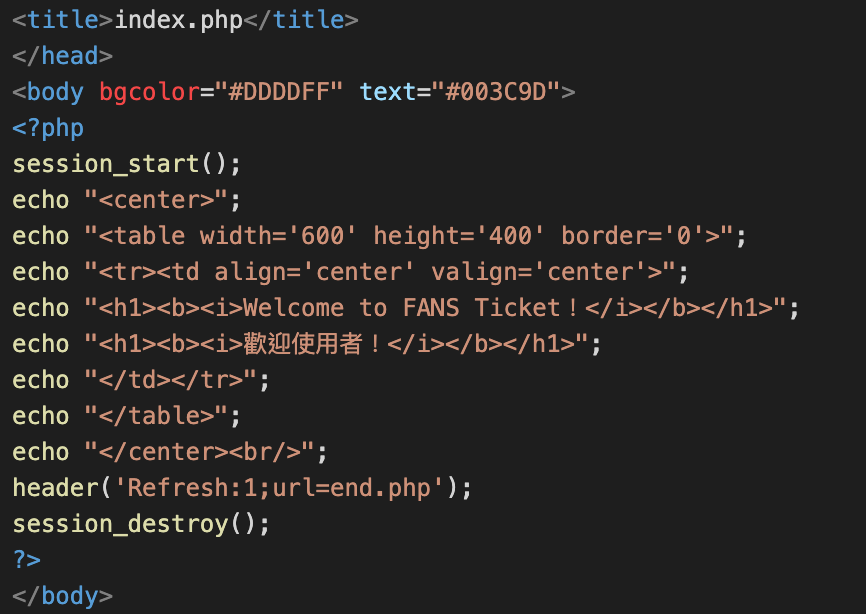 <title>index.php</title>
</head>
<body bgcolor="#DDDDFF" text="#003C9D">
<?php
session_start();
echo "<center>";
echo "<table width='600' height='400' border='0'>";
echo "<tr><td align='center' valign='center'>";
echo "<h1><b><i>Welcome to FANS Ticket！</i></b></h1>";
echo "<h1><b><i>歡迎使用者！</i></b></h1>";
echo "</td></tr>";
echo "</table>";
echo "</center><br/>";
header('Refresh:1;url=end.php');
session_destroy();
?>
</body>